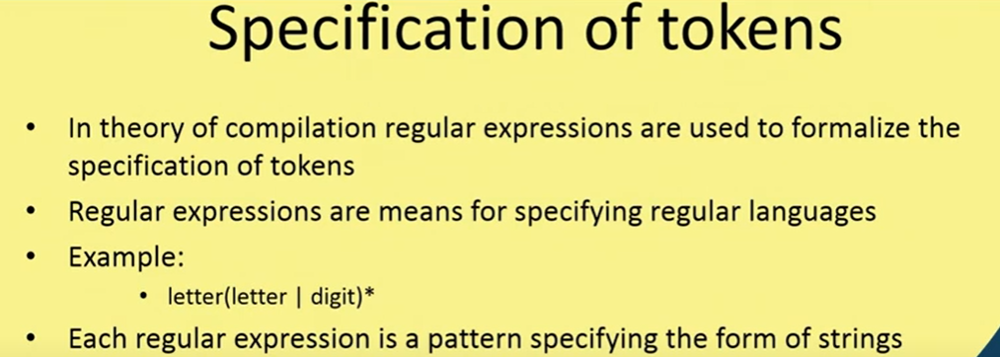 Specification of tokens
• In theory of compilation regular expressions are used to formalize the
specification of tokens
• Regular expressions are means for specifying regular languages
• Example:
• letter(letter | digit)*
• Each regular expression is a pattern specifying the form of strings